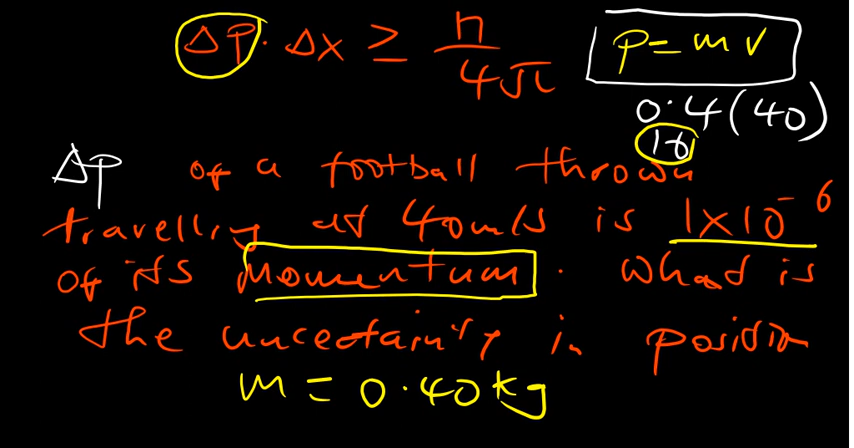 Δp · Δx ≥ h / 4π
p = mv
0.4(40)
16
Δp of a football thrown
travelling at 40m/s is 1x10⁻⁶
of its momentum. What is
the uncertainty in position
m = 0.40kg